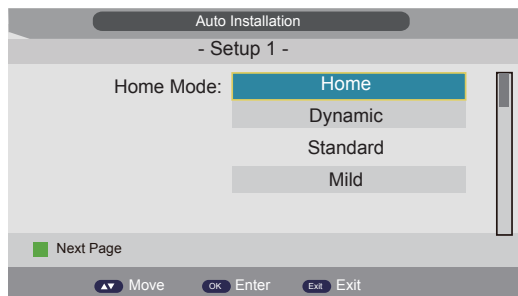 Auto Installation
- Setup 1 -
Home Mode: Home
Dynamic
Standard
Mild
Next Page
▲▼ Move OK Enter Exit Exit